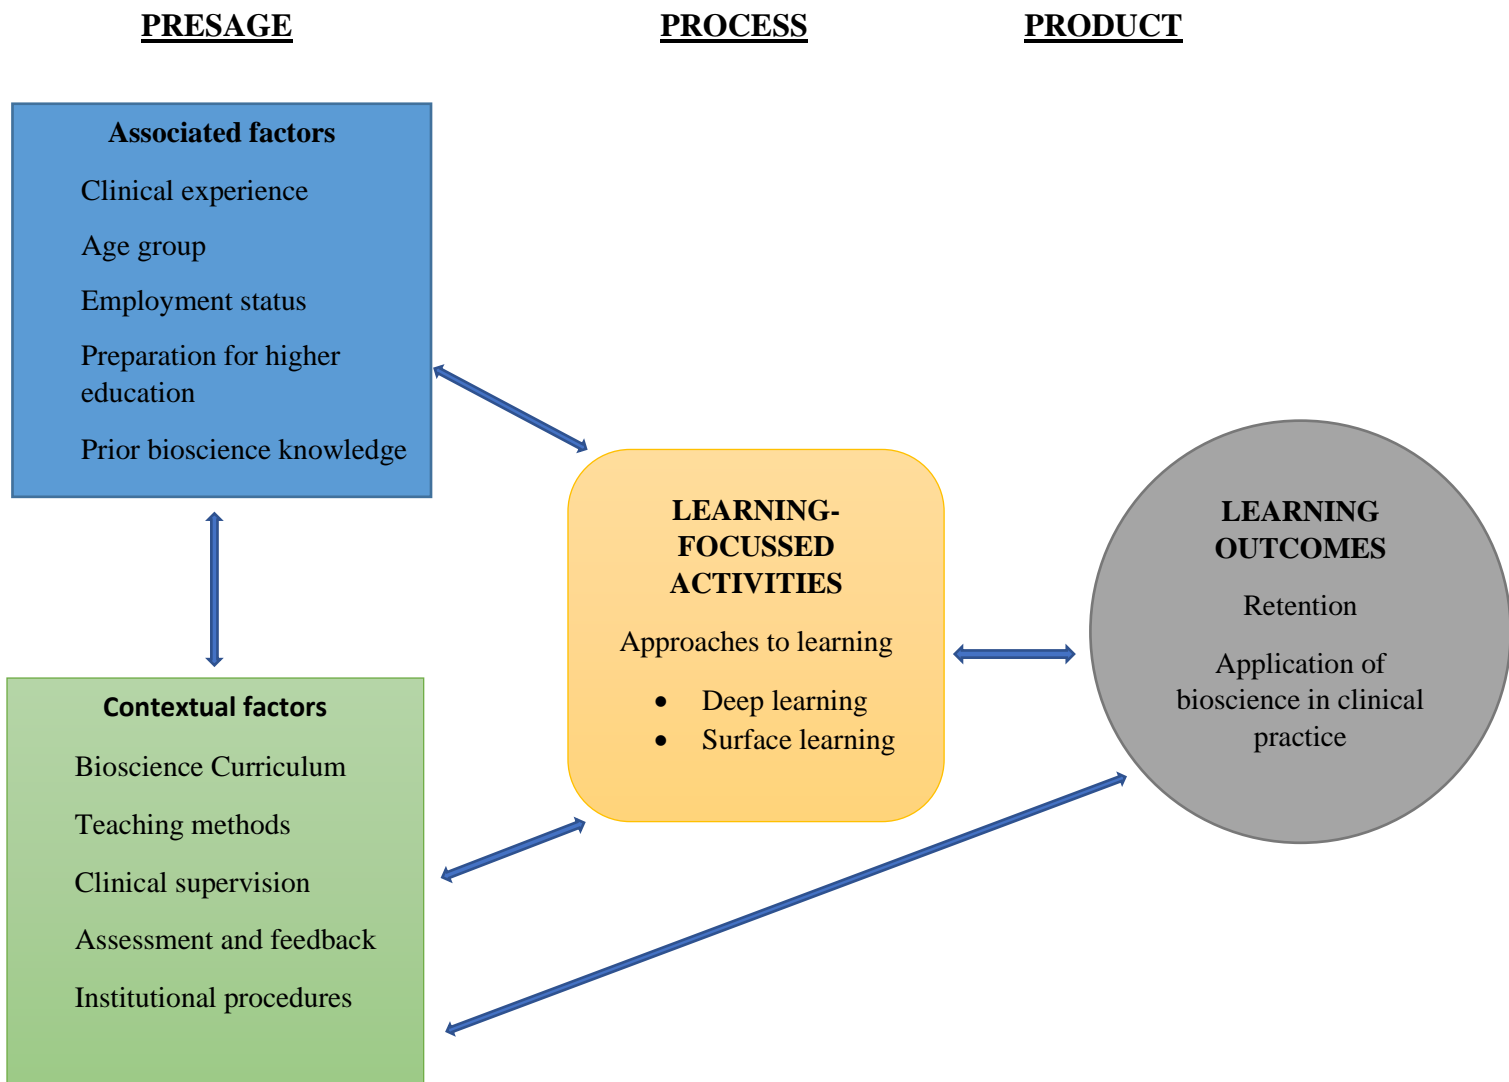 PRESAGE
PROCESS
PRODUCT
Associated factors
Clinical experience
Age group
Employment status
Preparation for higher
education
Prior bioscience knowledge
Contextual factors
Bioscience Curriculum
Teaching methods
Clinical supervision
Assessment and feedback
Institutional procedures
LEARNING-
FOCUSSED
ACTIVITIES
Approaches to learning
• Deep learning
• Surface learning
LEARNING
OUTCOMES
Retention
Application of
bioscience in clinical
practice